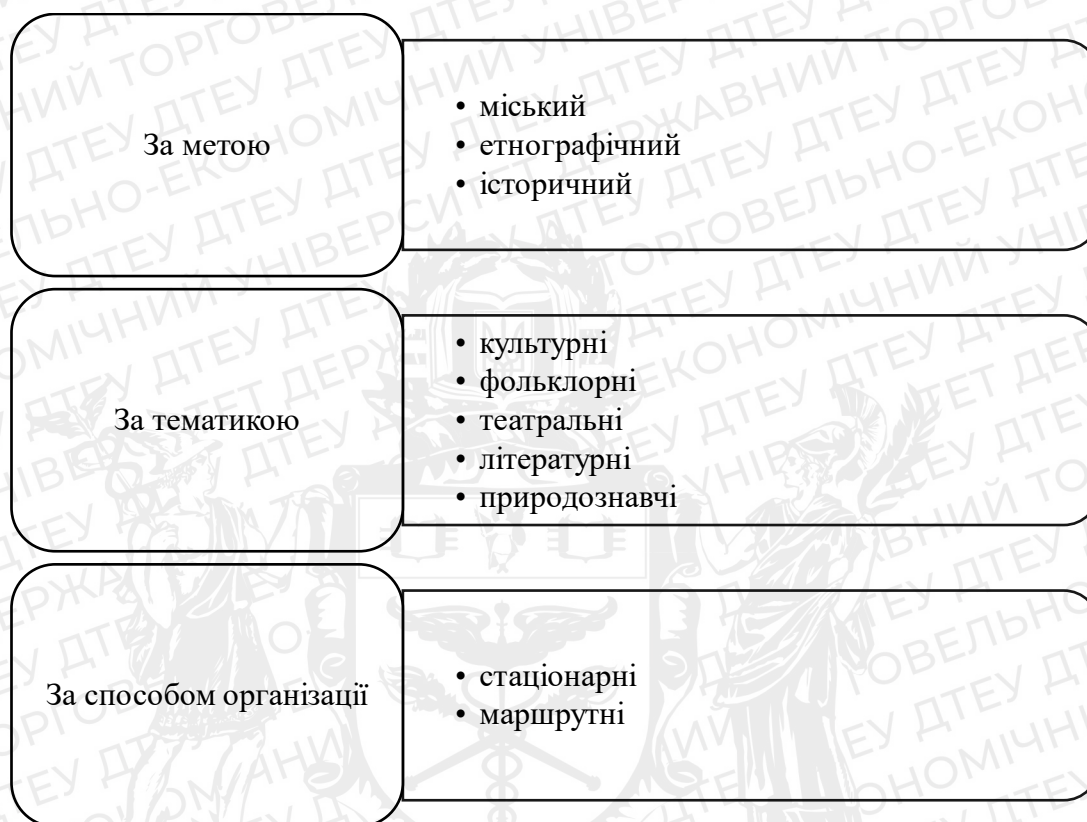 За метою
• міський
• етнографічний
• історичний
За тематикою
• культурні
• фольклорні
• театральні
• літературні
• природознавчі
За способом організації
• стаціонарні
• маршрутні